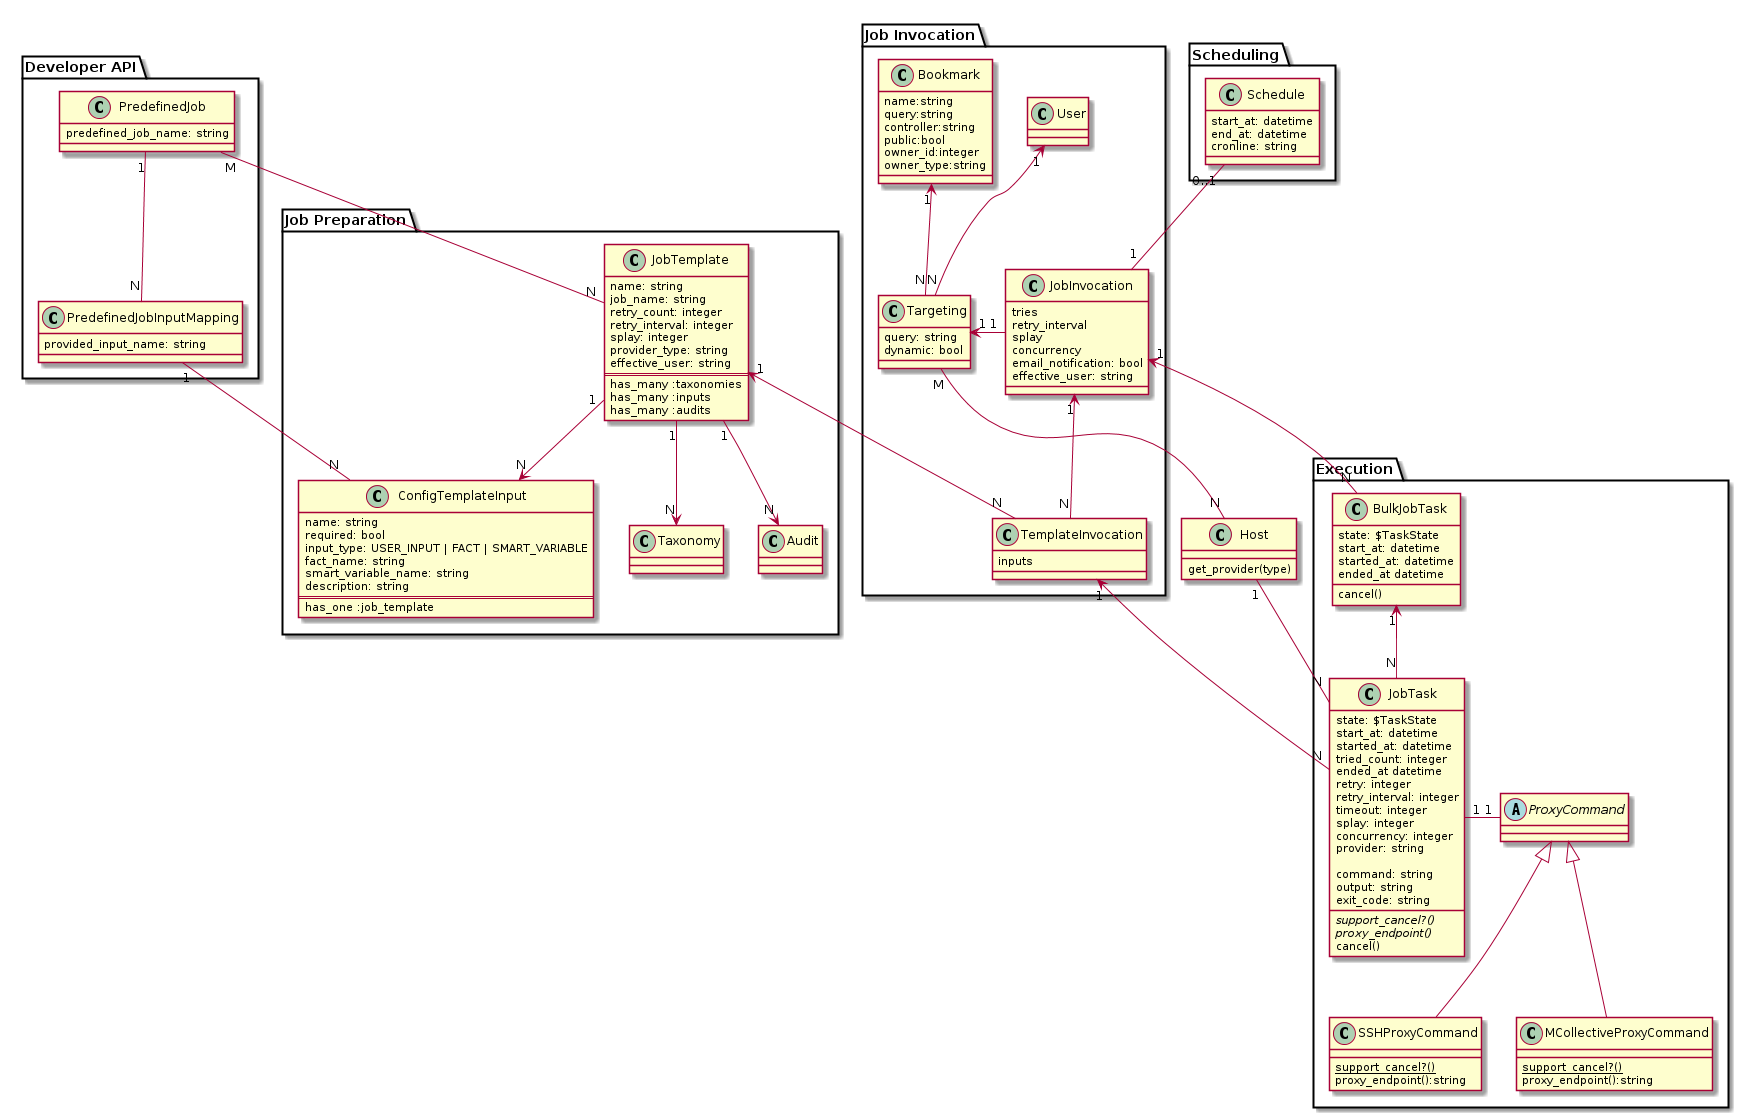 Developer API
C PredefinedJob
predefined_job_name: string
1
M
N
C PredefinedJobInputMapping
provided_input_name: string
1
Job Preparation
C JobTemplate
name: string
job_name: string
retry_count: integer
retry_interval: integer
splay: integer
provider_type: string
effective_user: string
has_many :taxonomies
has_many :inputs
has_many :audits
N
1
1
1
1
N
N
N
N
C ConfigTemplateInput
name: string
required: bool
input_type: USER_INPUT | FACT | SMART_VARIABLE
fact_name: string
smart_variable_name: string
description: string
has_one :job_template
C Taxonomy
C Audit
Job Invocation
C Bookmark
name:string
query:string
controller:string
public:bool
owner_id:integer
owner_type:string
C User
1
1
N
N
C Targeting
query: string
dynamic: bool
1 1
M
C JobInvocation
tries
retry_interval
splay
concurrency
email_notification: bool
effective_user: string
1
1
N
N
C TemplateInvocation
inputs
1
Scheduling
C Schedule
start_at: datetime
end_at: datetime
cronline: string
0..1
1
N
C Host
get_provider(type)
1
Execution
N
C BulkJobTask
state: $TaskState
start_at: datetime
started_at: datetime
ended_at datetime
cancel()
1
N
N
N
C JobTask
state: $TaskState
start_at: datetime
started_at: datetime
tried_count: integer
ended_at datetime
retry: integer
retry_interval: integer
timeout: integer
splay: integer
concurrency: integer
provider: string
command: string
output: string
exit_code: string
support_cancel?()
proxy_endpoint()
cancel()
1 1
A ProxyCommand
C SSHProxyCommand
support_cancel?()
proxy_endpoint():string
C MCollectiveProxyCommand
support_cancel?()
proxy_endpoint():string